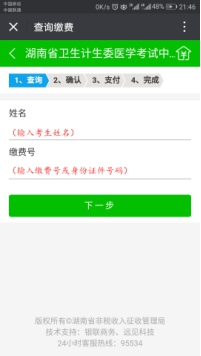 中国移动
中国联通
0K/s 48% 21:46
查询缴费
湖南省卫生计生委医学考试中...
1、查询 2、确认 3、支付 4、完成
姓名
(输入考生姓名)
缴费号
(输入缴费号或身份证件号码)
下一步
版权所有©湖南省非税收入征收管理局
技术支持：银联商务、远见科技
24小时客服热线：95534